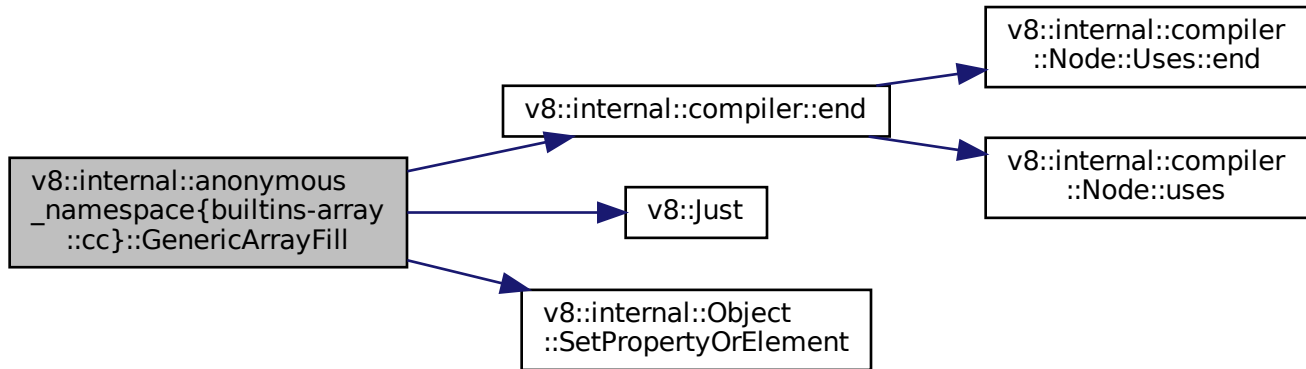 v8::internal::anonymous
_namespace{builtins-array
::cc}::GenericArrayFill
v8::internal::compiler::end
v8::internal::compiler
::Node::Uses::end
v8::internal::compiler
::Node::uses
v8::Just
v8::internal::Object
::SetPropertyOrElement